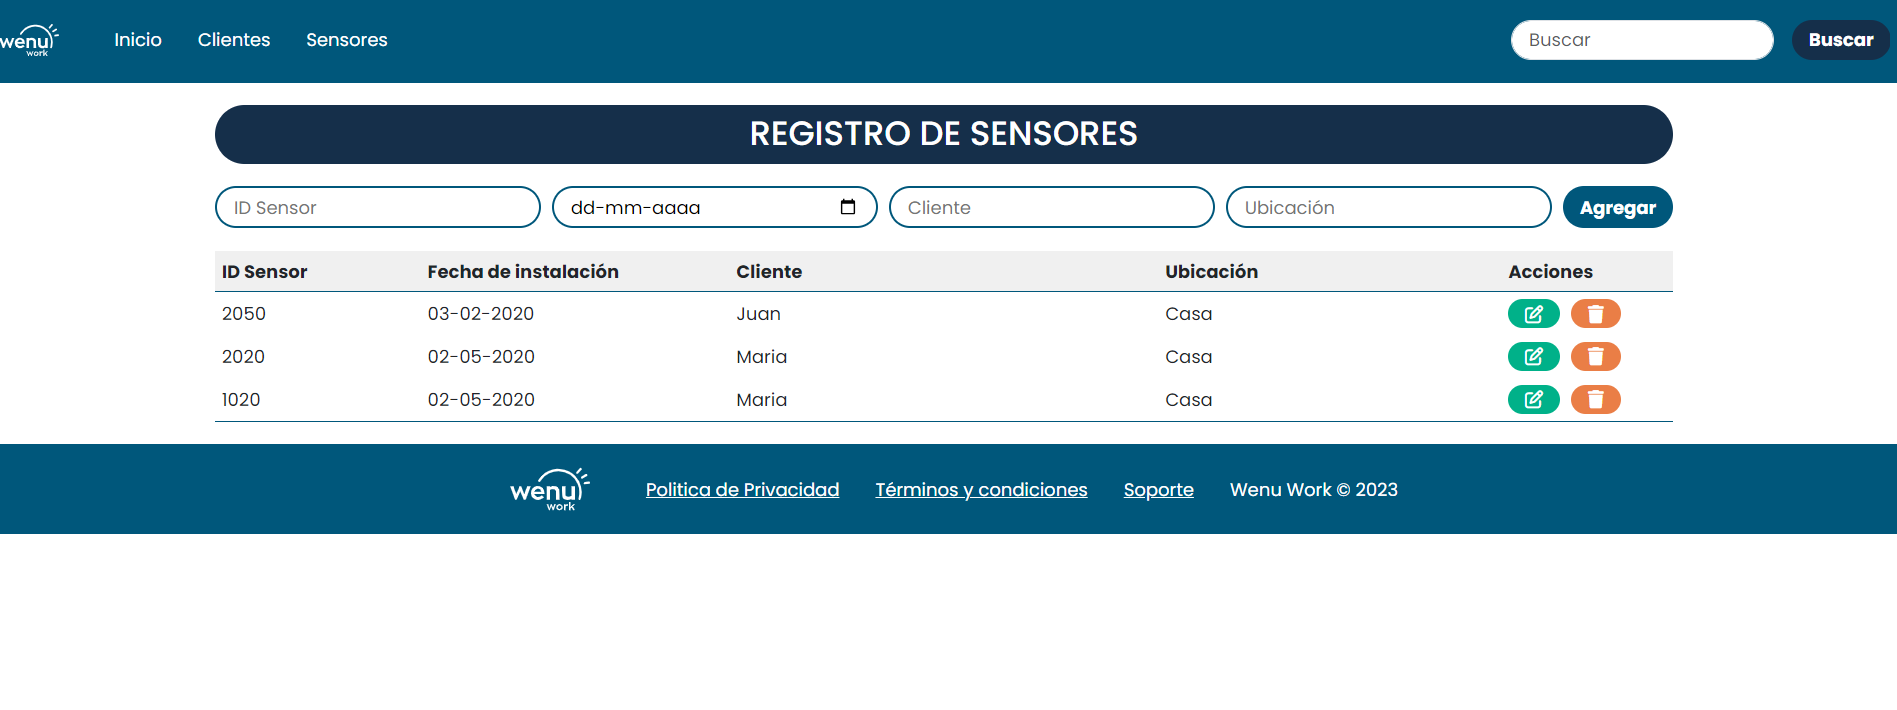 wenu work Inicio Clientes Sensores Buscar Buscar
REGISTRO DE SENSORES
ID Sensor dd-mm-aaaa Cliente Ubicación Agregar
ID Sensor Fecha de instalación Cliente Ubicación Acciones
2050 03-02-2020 Juan Casa
2020 02-05-2020 Maria Casa
1020 02-05-2020 Maria Casa
wenu work Politica de Privacidad Términos y condiciones Soporte Wenu Work © 2023